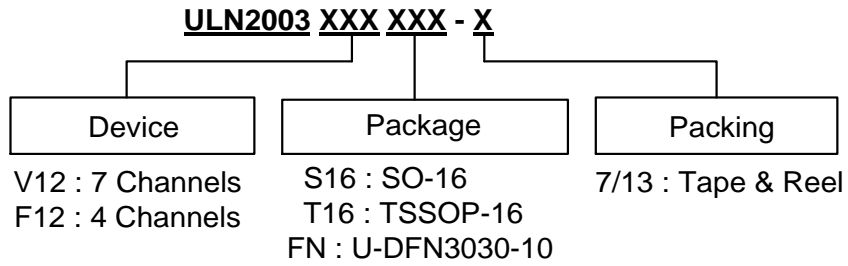 ULN2003 XXX XXX - X
Device
Package
Packing
V12 : 7 Channels
F12 : 4 Channels
S16 : SO-16
T16 : TSSOP-16
FN : U-DFN3030-10
7/13 : Tape & Reel